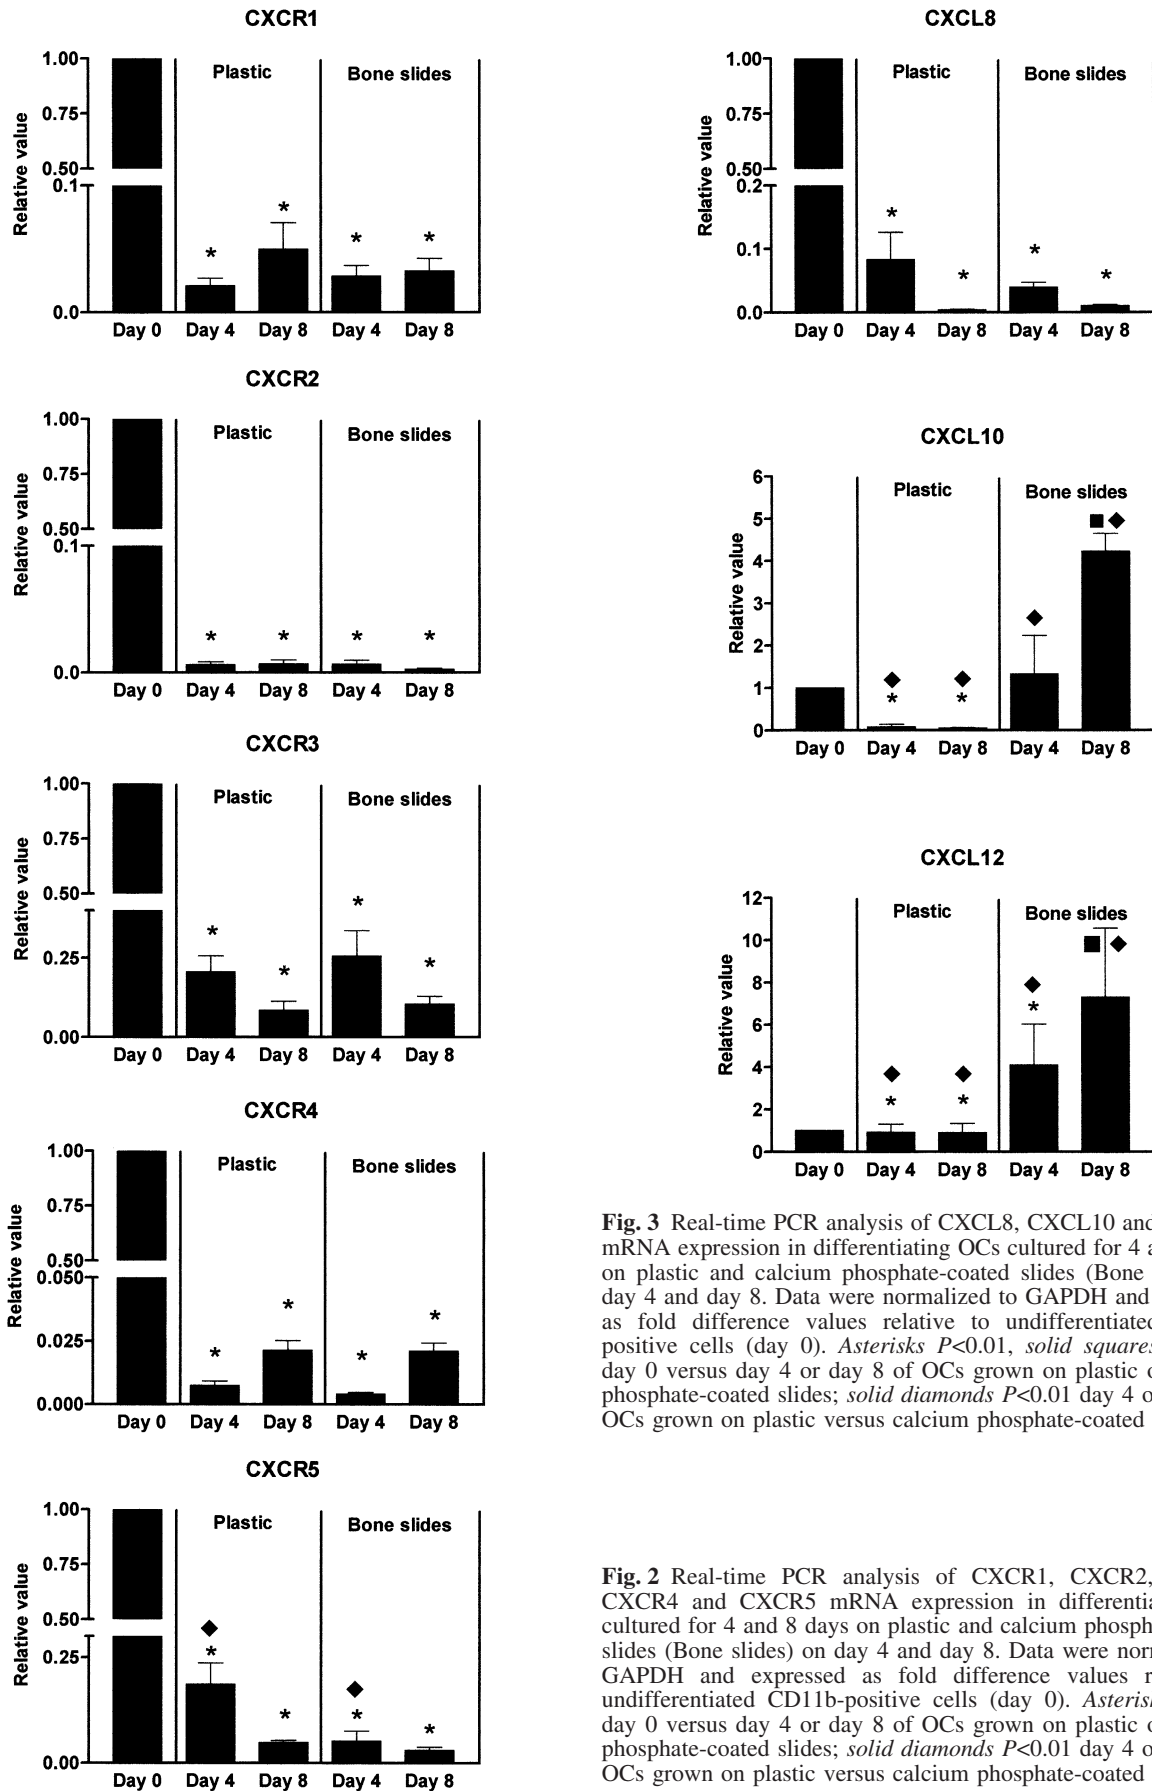 CXCR1
1.00
Plastic
Bone slides
0.75
Relative value
0.50
0.1
*
*
*
*
0.0
Day 0 Day 4 Day 8 Day 4 Day 8
CXCR2
1.00
Plastic
Bone slides
0.75
Relative value
0.50
0.1
* * * *
0.0
Day 0 Day 4 Day 8 Day 4 Day 8
CXCR3
1.00
Plastic
Bone slides
0.75
Relative value
0.50
*
*
*
*
0.25
0.00
Day 0 Day 4 Day 8 Day 4 Day 8
CXCR4
1.00
Plastic
Bone slides
0.75
Relative value
0.50
0.050
*
*
*
*
0.025
0.000
Day 0 Day 4 Day 8 Day 4 Day 8
CXCR5
1.00
Plastic
Bone slides
0.75
Relative value
0.50
◆
*
0.25
◆
*
*
*
0.00
Day 0 Day 4 Day 8 Day 4 Day 8
CXCL8
1.00
Plastic
Bone slides
0.75
Relative value
0.50
0.2
*
*
*
*
0.1
0.0
Day 0 Day 4 Day 8 Day 4 Day 8
CXCL10
6
Plastic
Bone slides
5
■◆
4
Relative value
3
◆
2
◆ ◆
* *
1
0
Day 0 Day 4 Day 8 Day 4 Day 8
CXCL12
12
Plastic
Bone slides
10
■◆
8
◆
*
Relative value
6
4
◆ ◆
* *
2
0
Day 0 Day 4 Day 8 Day 4 Day 8
Fig. 3 Real-time PCR analysis of CXCL8, CXCL10 and
mRNA expression in differentiating OCs cultured for 4 a
on plastic and calcium phosphate-coated slides (Bone
day 4 and day 8. Data were normalized to GAPDH and
as fold difference values relative to undifferentiated
positive cells (day 0). Asterisks P<0.01, solid squares
day 0 versus day 4 or day 8 of OCs grown on plastic o
phosphate-coated slides; solid diamonds P<0.01 day 4 o
OCs grown on plastic versus calcium phosphate-coated
Fig. 2 Real-time PCR analysis of CXCR1, CXCR2,
CXCR4 and CXCR5 mRNA expression in differentia
cultured for 4 and 8 days on plastic and calcium phosph
slides (Bone slides) on day 4 and day 8. Data were norr
GAPDH and expressed as fold difference values r
undifferentiated CD11b-positive cells (day 0). Asterisk
day 0 versus day 4 or day 8 of OCs grown on plastic o
phosphate-coated slides; solid diamonds P<0.01 day 4 o
OCs grown on plastic versus calcium phosphate-coated